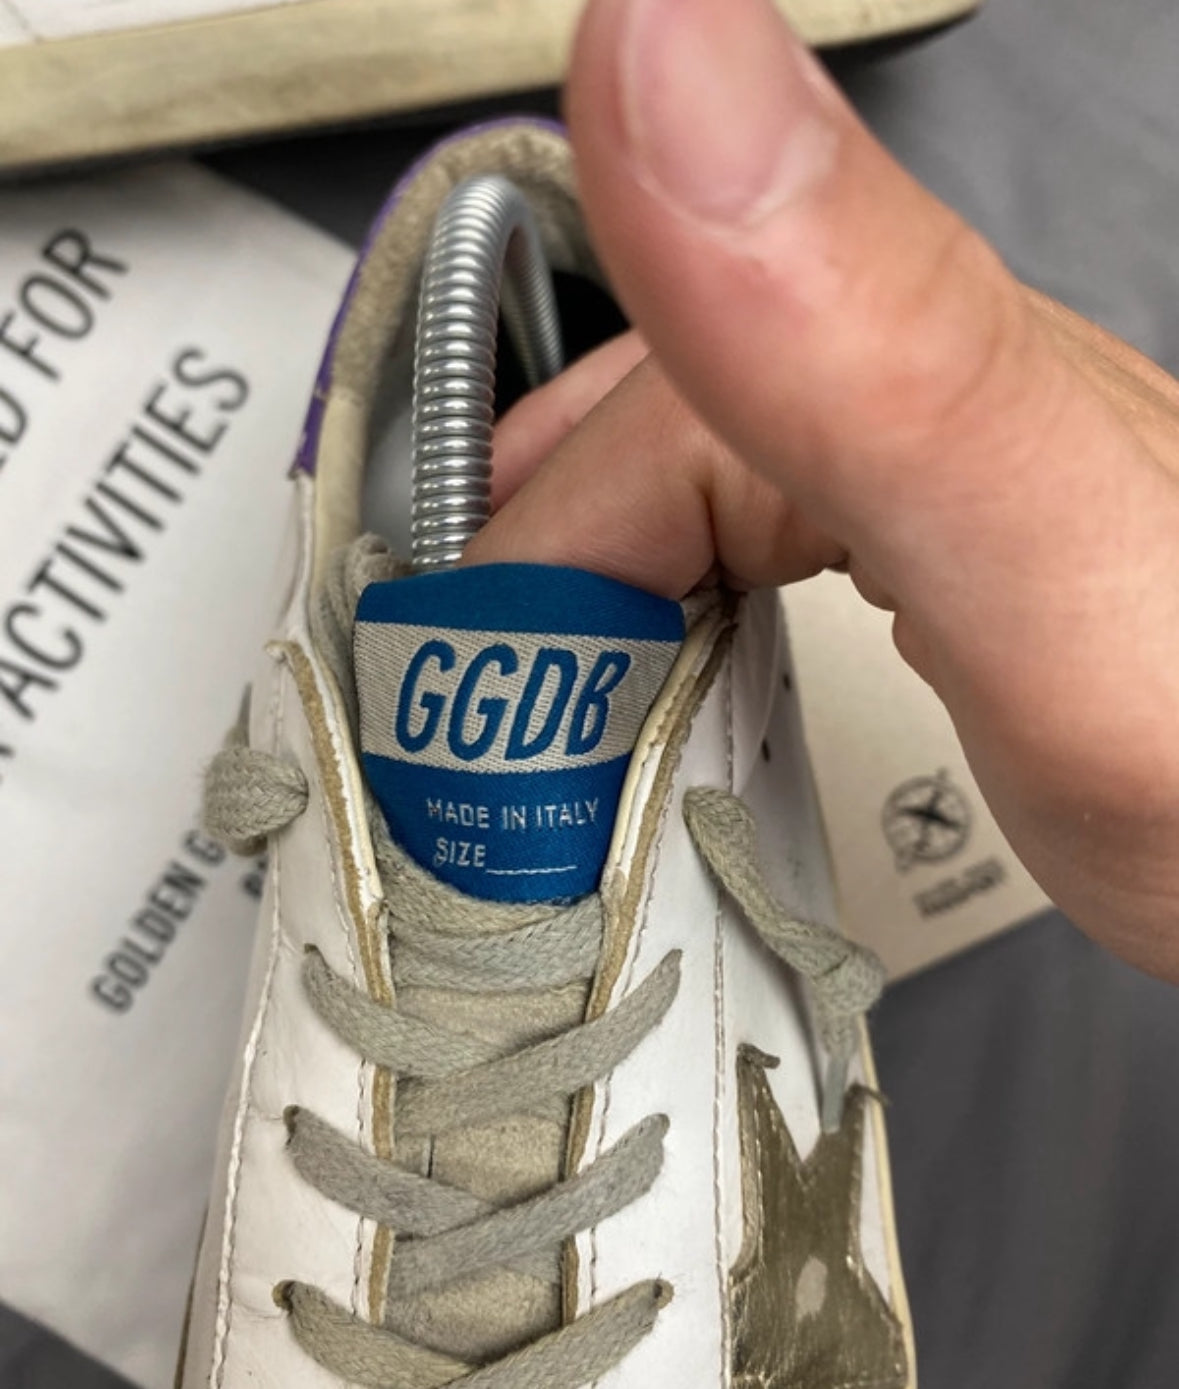 GGDB
MADE IN ITALY
SIZE
FOR
ACTIVITIES
GOLDEN